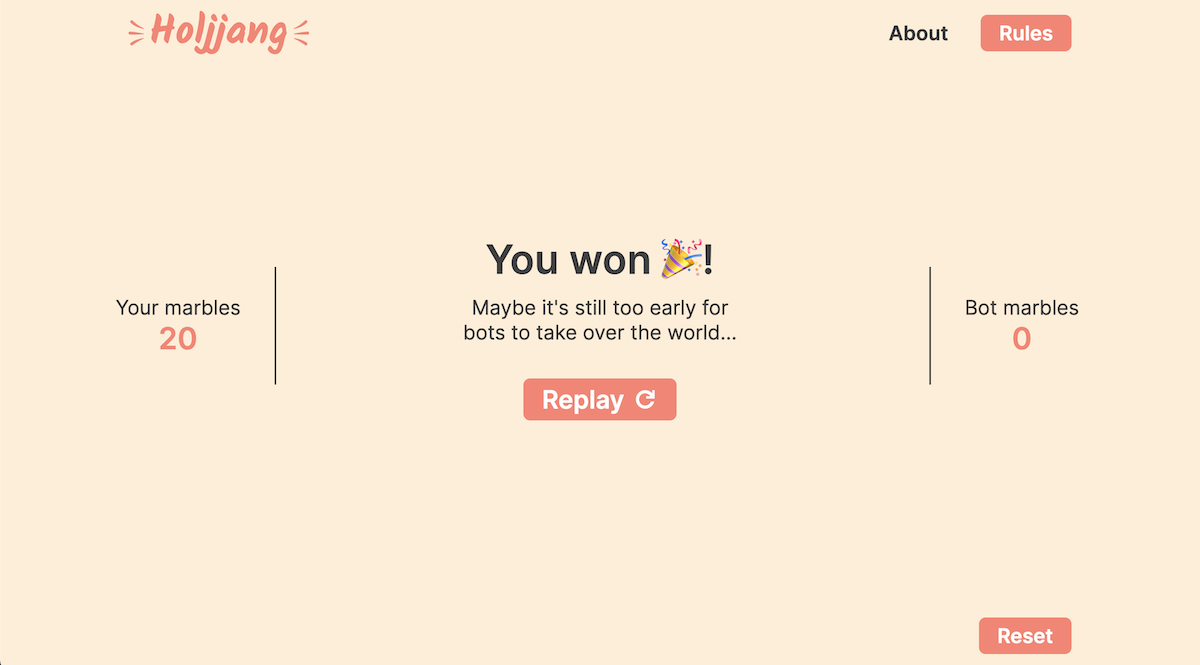 Holjjang
About
Rules
Your marbles
20
You won 🎉!
Maybe it's still too early for
bots to take over the world...
Replay
Bot marbles
0
Reset